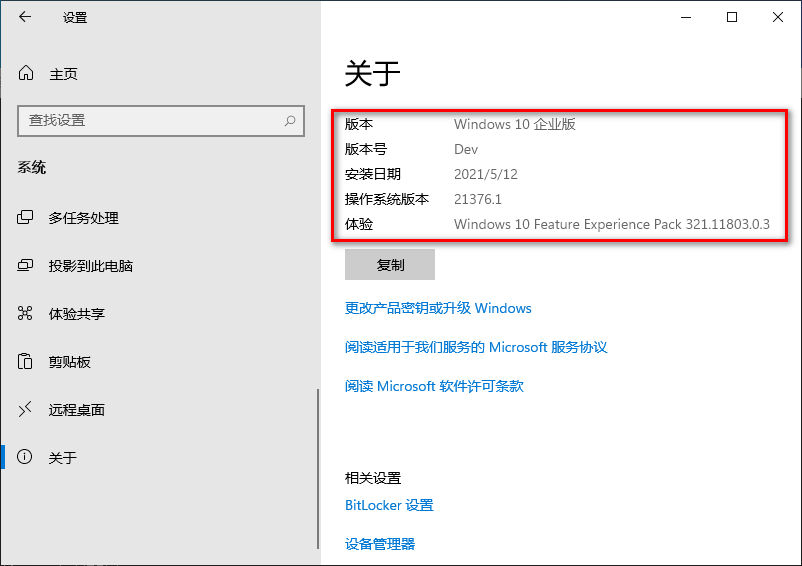 设置
主页
查找设置
系统
多任务处理
投影到此电脑
体验共享
剪贴板
远程桌面
关于
关于
版本 Windows 10 企业版
版本号 Dev
安装日期 2021/5/12
操作系统版本 21376.1
体验 Windows 10 Feature Experience Pack 321.11803.0.3
复制
更改产品密钥或升级 Windows
阅读适用于我们服务的 Microsoft 服务协议
阅读 Microsoft 软件许可条款
相关设置
BitLocker 设置
设备管理器